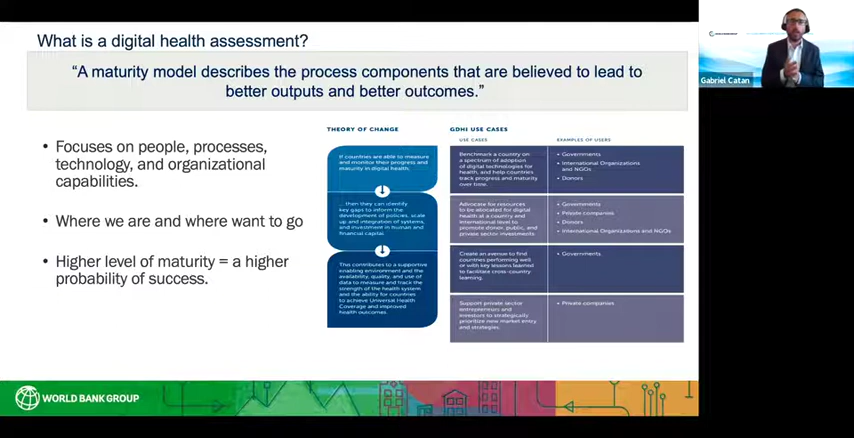 What is a digital health assessment?
“A maturity model describes the process components that are believed to lead to
better outputs and better outcomes.”
• Focuses on people, processes,
technology, and organizational
capabilities.
• Where we are and where want to go
• Higher level of maturity = a higher
probability of success.
THEORY OF CHANGE
If countries are able to measure
and monitor their progress and
maturity in digital health;
... then they can identify
key gaps to inform the
development of policies, scale
up and integration of systems,
and investment in human and
financial capital.
This contributes to a supportive
enabling environment and the
availability, quality, and use of
data to measure and track the
strength of the health system
and the ability for countries
to achieve Universal Health
Coverage and improved
health outcomes.
GDHI USE CASES
USE CASES
EXAMPLES OF USERS
Benchmark a country on
a spectrum of adoption
of digital technologies for
health, and help countries
track progress and maturity
over time.
• Governments
• International Organizations
and NGOs
• Donors
Advocate for resources
to be allocated for digital
health at a country and
international level to
promote donor, public, and
private sector investments.
• Governments
• Private companies
• Donors
• International Organizations and NGOs
Create an avenue to find
countries performing well
or with key lessons learned
to facilitate cross-country
learning.
• Governments
Support private sector
entrepreneurs and
investors to strategically
prioritize new market entry
and strategies.
• Private companies
WORLD BANK GROUP
Gabriel Catan